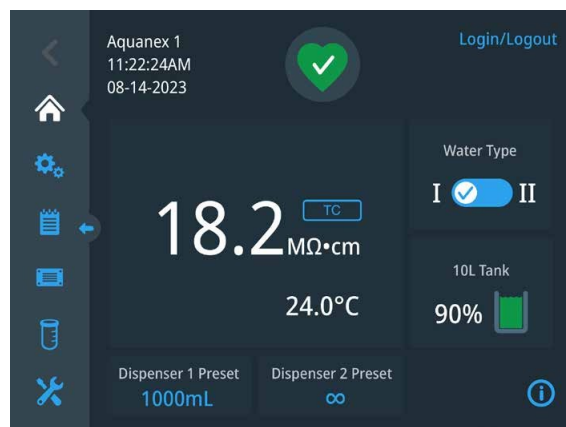 Aquanex 1
11:22:24AM
08-14-2023
Login/Logout
18.2 TC MΩ•cm
24.0°C
Water Type
I II
10L Tank
90%
Dispenser 1 Preset
1000mL
Dispenser 2 Preset
∞